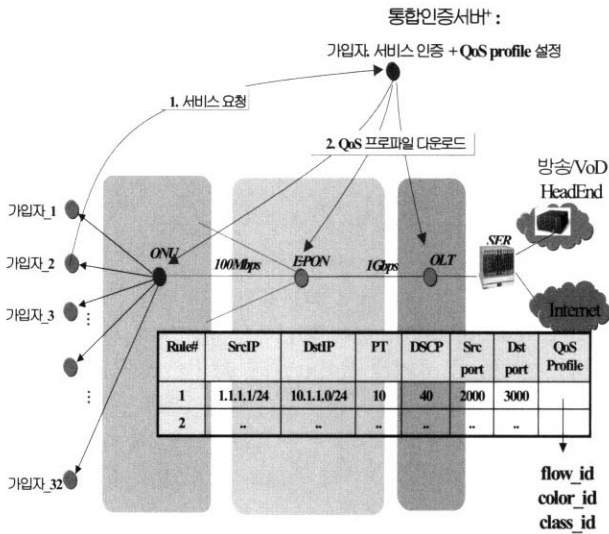 통합인증서버+ :
가입자, 서비스 인증 + QoS profile 설정
1. 서비스 요청
2. QoS 프로파일 다운로드
방송/VoD
HeadEnd
가입자_1
가입자_2
가입자_3
⋮
⋮
가입자_32
ONU
100Mbps
E-PON
1Gbps
OLT
SER
Internet
Rule# SrcIP DstIP PT DSCP Src port Dst port QoS Profile
1 1.1.1.1/24 10.1.1.0/24 10 40 2000 3000
2 .. .. .. .. .. ..
flow_id
color_id
class_id